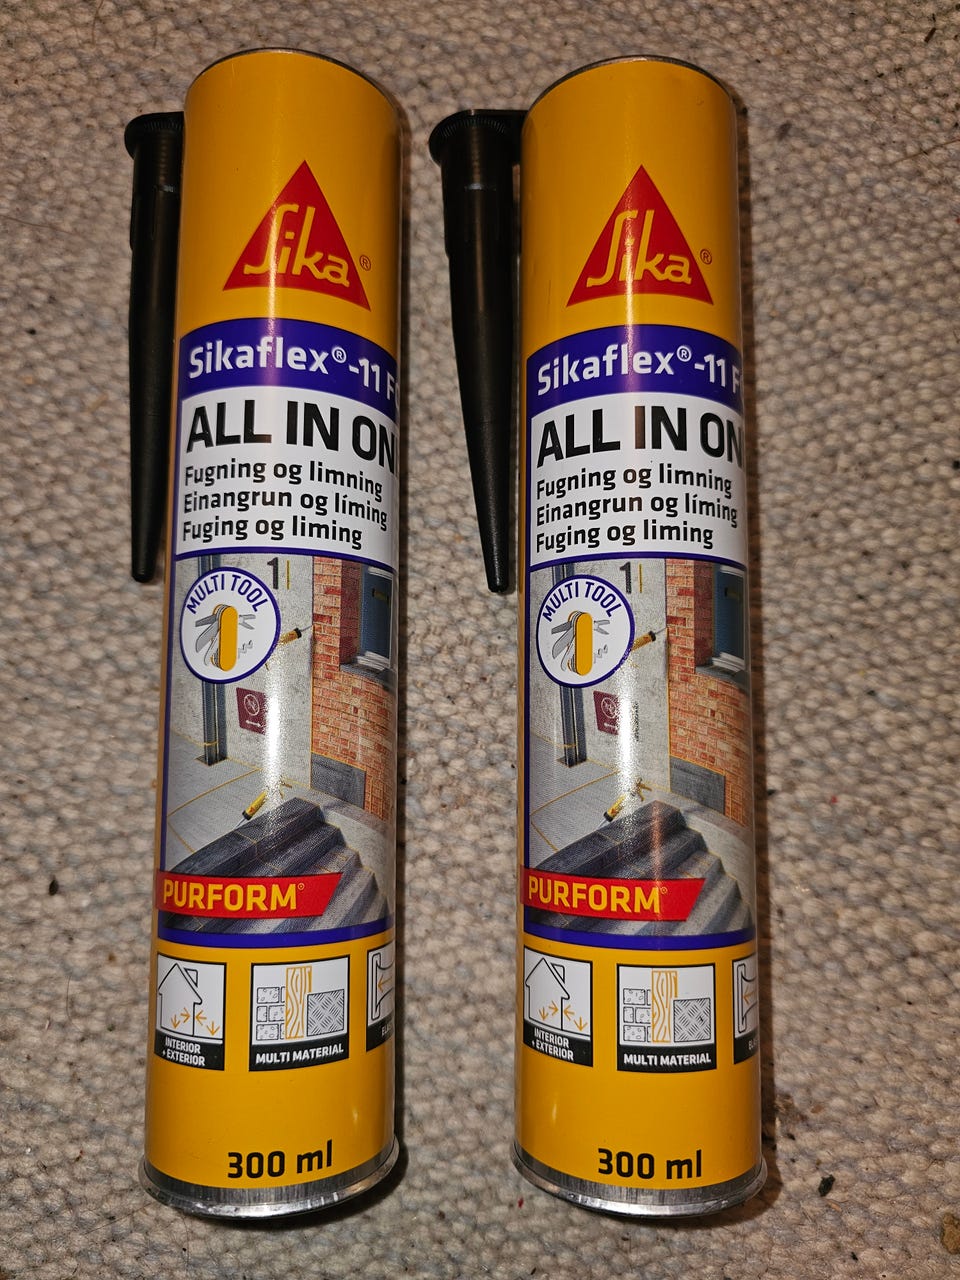 Sika®
Sikaflex®-11 F
ALL IN ON
Fugning og limning
Einangrun og líming
Fuging og liming
1
MULTI TOOL
PURFORM®
INTERIOR
+ EXTERIOR
MULTI MATERIAL
300 ml
Sika®
Sikaflex®-11 F
ALL IN ON
Fugning og limning
Einangrun og líming
Fuging og liming
1
MULTI TOOL
PURFORM®
INTERIOR
+ EXTERIOR
MULTI MATERIAL
300 ml